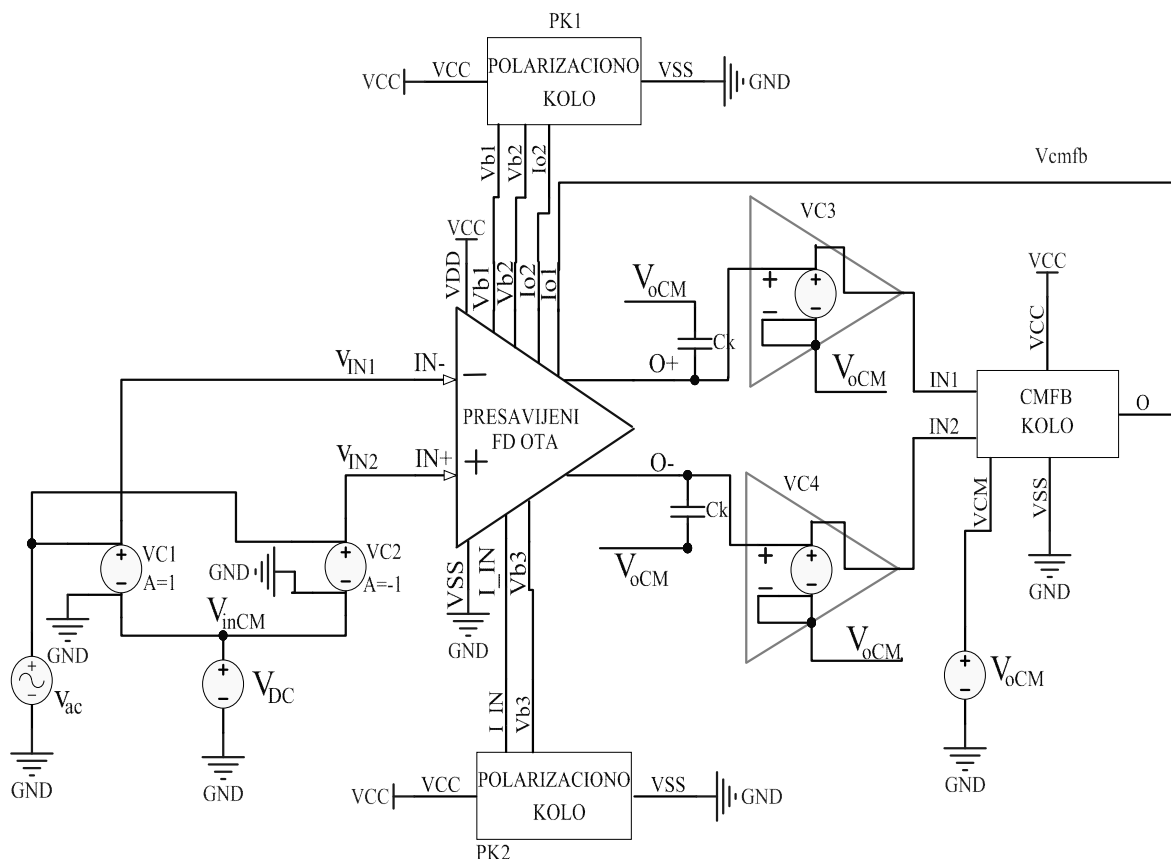 PK1
VCC
VCC
POLARIZACIONO
KOLO
VSS
GND
Vb1
Vb2
Io2
Vcmfb
VCC
VDD
Vb1
Vb2
Io2
Io1
VoCM
Ck
O+
VC3
+
−
+
−
VoCM
VCC
VCC
VIN1
IN-
−
PRESAVIJENI
FD OTA
VIN2
IN+
+
IN1
IN2
CMFB
KOLO
O
VCM
VSS
GND
O-
Ck
VoCM
VC4
+
−
+
−
VoCM
+
−
VC1
A=1
GND
+
−
VC2
A=-1
GND
VinCM
VSS
GND
I_IN
Vb3
+
−
Vac
GND
+
−
VDC
GND
+
−
VoCM
GND
I_IN
Vb3
VCC
VCC
POLARIZACIONO
KOLO
VSS
GND
PK2